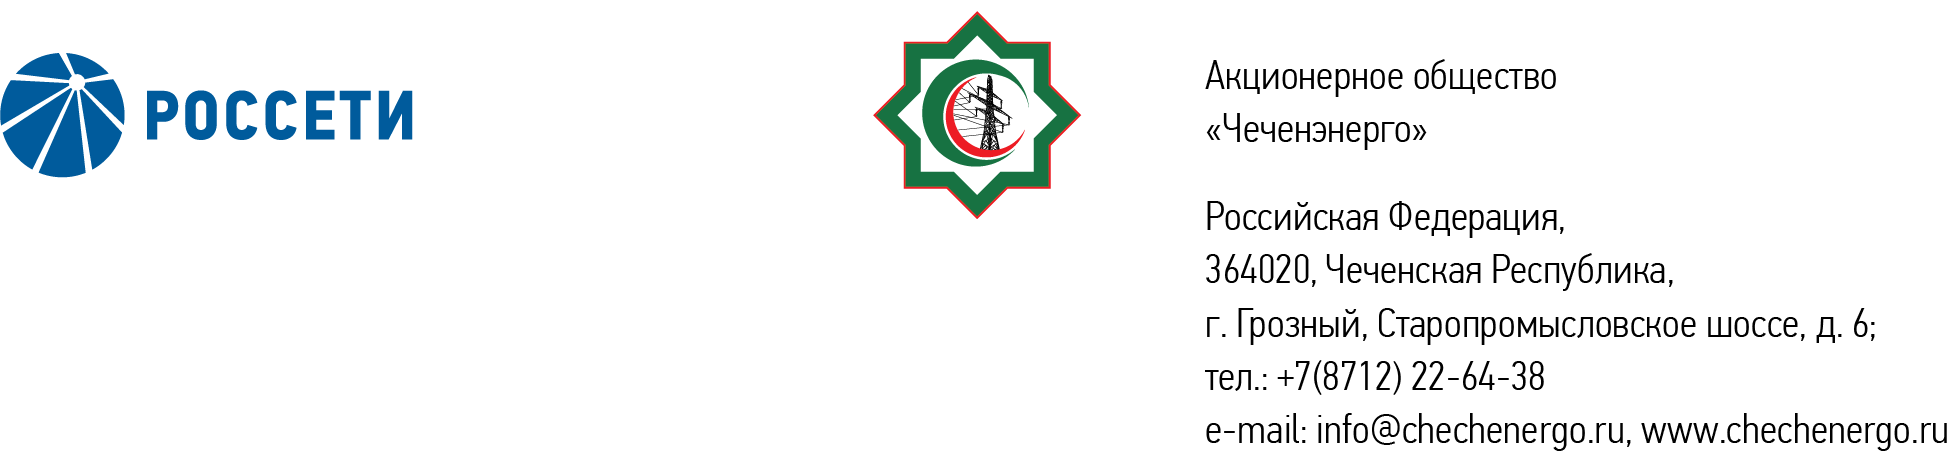 РОССЕТИ
Акционерное общество
«Чеченэнерго»
Российская Федерация,
364020, Чеченская Республика,
г. Грозный, Старопромысловское шоссе, д. 6;
тел.: +7(8712) 22-64-38
e-mail: info@chechenergo.ru, www.chechenergo.ru